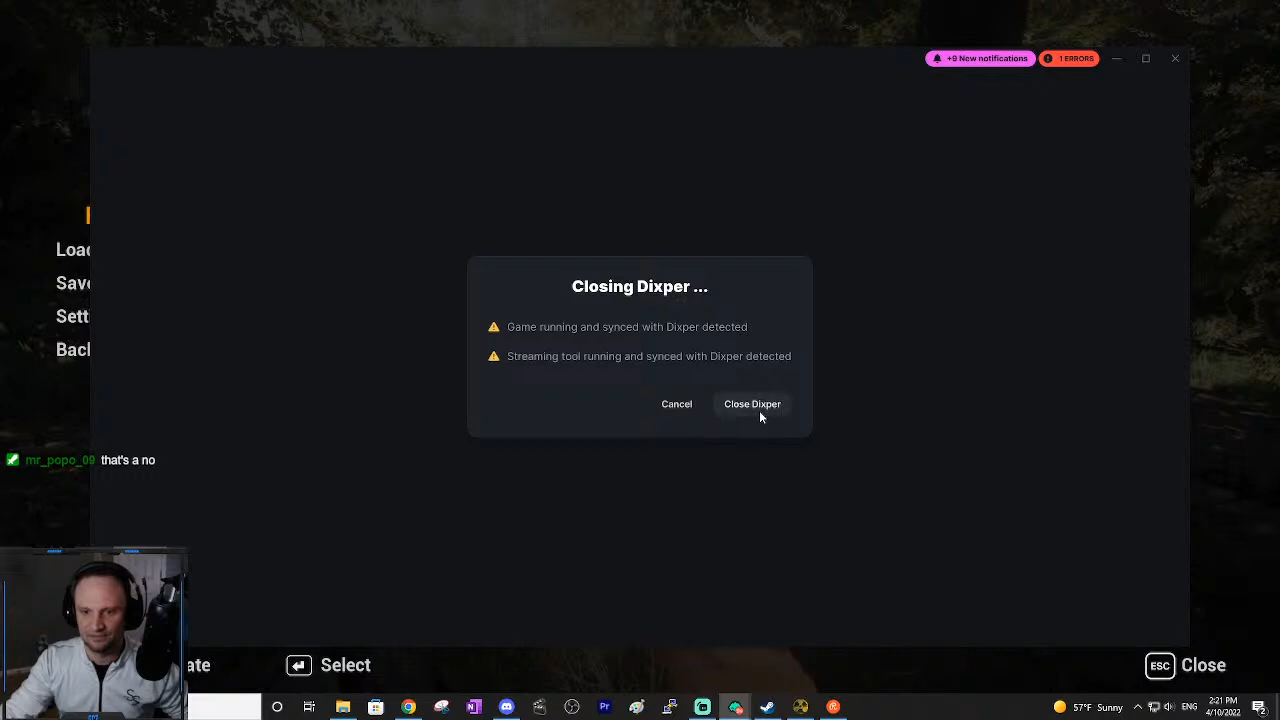 +9 New notifications
1 ERRORS
Load
Save
Setti
Back
Closing Dixper ...
Game running and synced with Dixper detected
Streaming tool running and synced with Dixper detected
Cancel
Close Dixper
mr_popo_09 that's a no
ate
Select
ESC Close
57°F Sunny
2:21 PM
4/10/2022